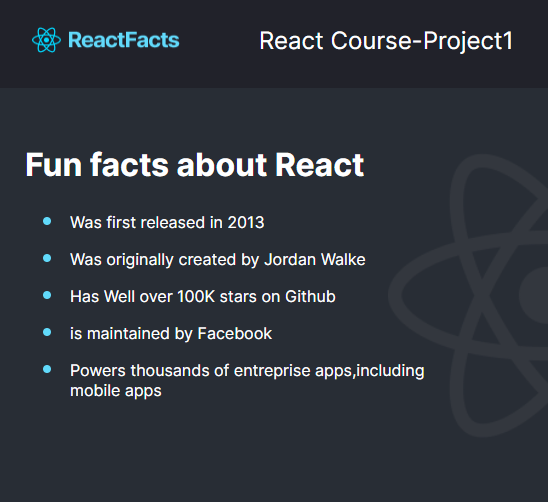 ReactFacts
React Course-Project1
Fun facts about React
Was first released in 2013
Was originally created by Jordan Walke
Has Well over 100K stars on Github
is maintained by Facebook
Powers thousands of entreprise apps,including
mobile apps